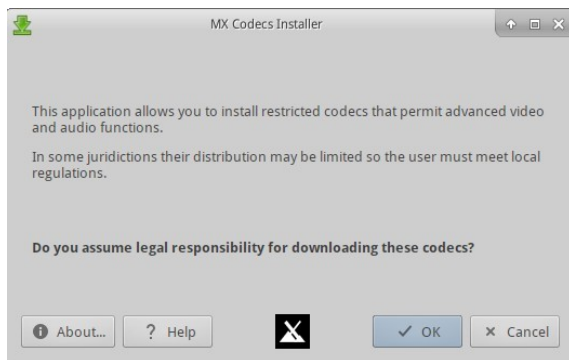 MX Codecs Installer
This application allows you to install restricted codecs that permit advanced video
and audio functions.
In some juridictions their distribution may be limited so the user must meet local
regulations.
Do you assume legal responsibility for downloading these codecs?
About... ? Help OK Cancel